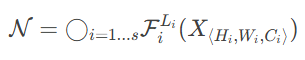 𝒩 = ◯_{i=1...s} ℱ_i^{L_i}(X_{⟨H_i,W_i,C_i⟩})